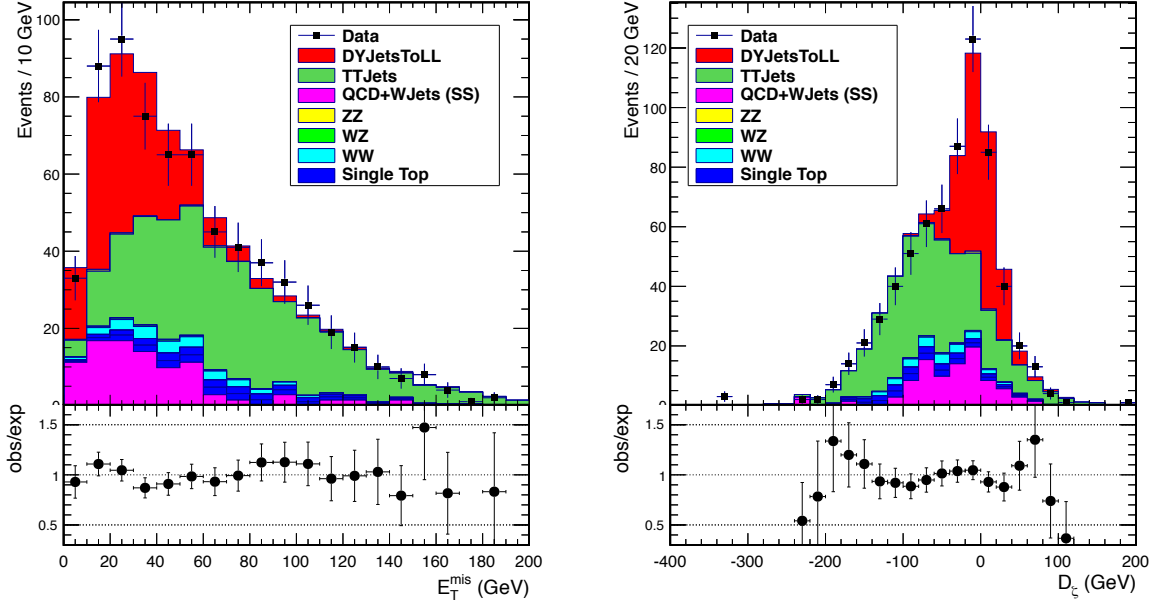 Events / 10 GeV
100
80
60
40
20
0
Data
DYJetsToLL
TTJets
QCD+WJets (SS)
ZZ
WZ
WW
Single Top
obs/exp
1.5
1
0.5
0 20 40 60 80 100 120 140 160 180 200
E_T^mis (GeV)
Events / 20 GeV
120
100
80
60
40
20
0
Data
DYJetsToLL
TTJets
QCD+WJets (SS)
ZZ
WZ
WW
Single Top
obs/exp
1.5
1
0.5
-400 -300 -200 -100 0 100 200
D_ζ (GeV)